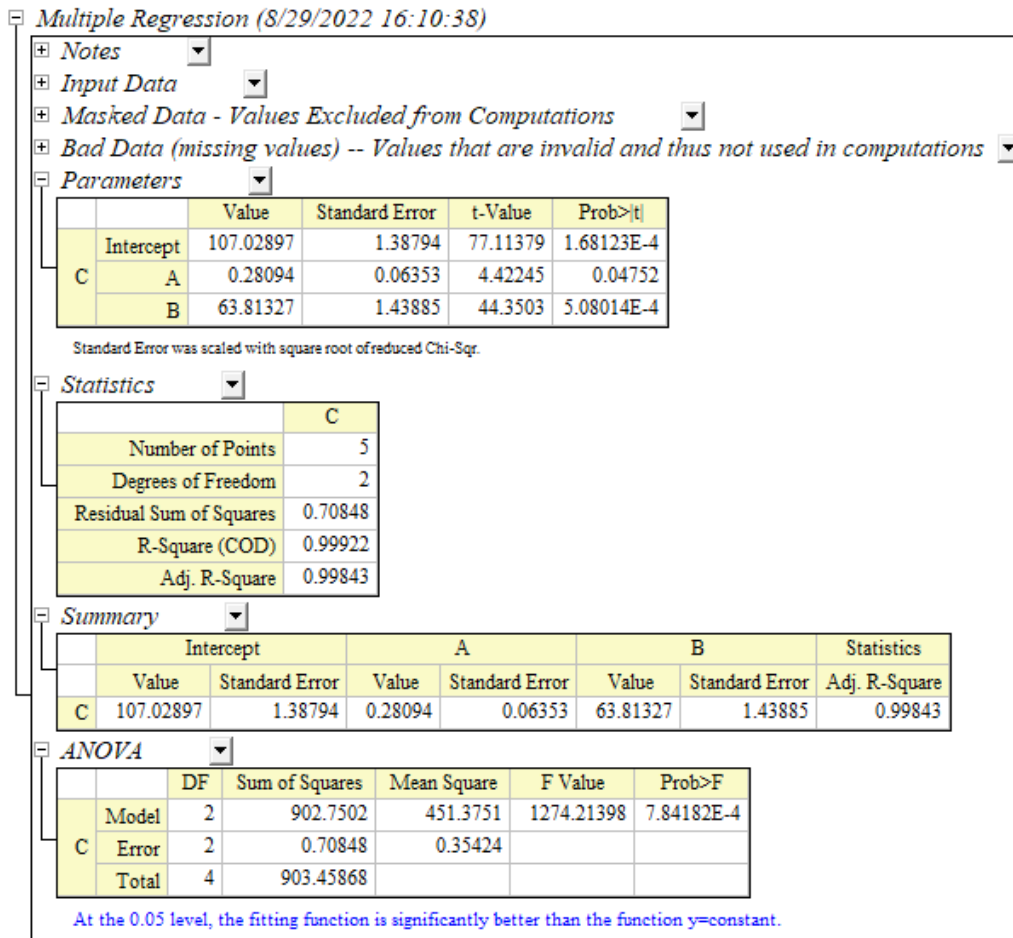 Multiple Regression (8/29/2022 16:10:38)
Notes
Input Data
Masked Data - Values Excluded from Computations
Bad Data (missing values) -- Values that are invalid and thus not used in computations
Parameters
Value Standard Error t-Value Prob>|t|
C Intercept 107.02897 1.38794 77.11379 1.68123E-4
A 0.28094 0.06353 4.42245 0.04752
B 63.81327 1.43885 44.3503 5.08014E-4
Standard Error was scaled with square root of reduced Chi-Sqr.
Statistics
C
Number of Points 5
Degrees of Freedom 2
Residual Sum of Squares 0.70848
R-Square (COD) 0.99922
Adj. R-Square 0.99843
Summary
Intercept A B Statistics
Value Standard Error Value Standard Error Value Standard Error Adj. R-Square
C 107.02897 1.38794 0.28094 0.06353 63.81327 1.43885 0.99843
ANOVA
DF Sum of Squares Mean Square F Value Prob>F
C Model 2 902.7502 451.3751 1274.21398 7.84182E-4
Error 2 0.70848 0.35424
Total 4 903.45868
At the 0.05 level, the fitting function is significantly better than the function y=constant.